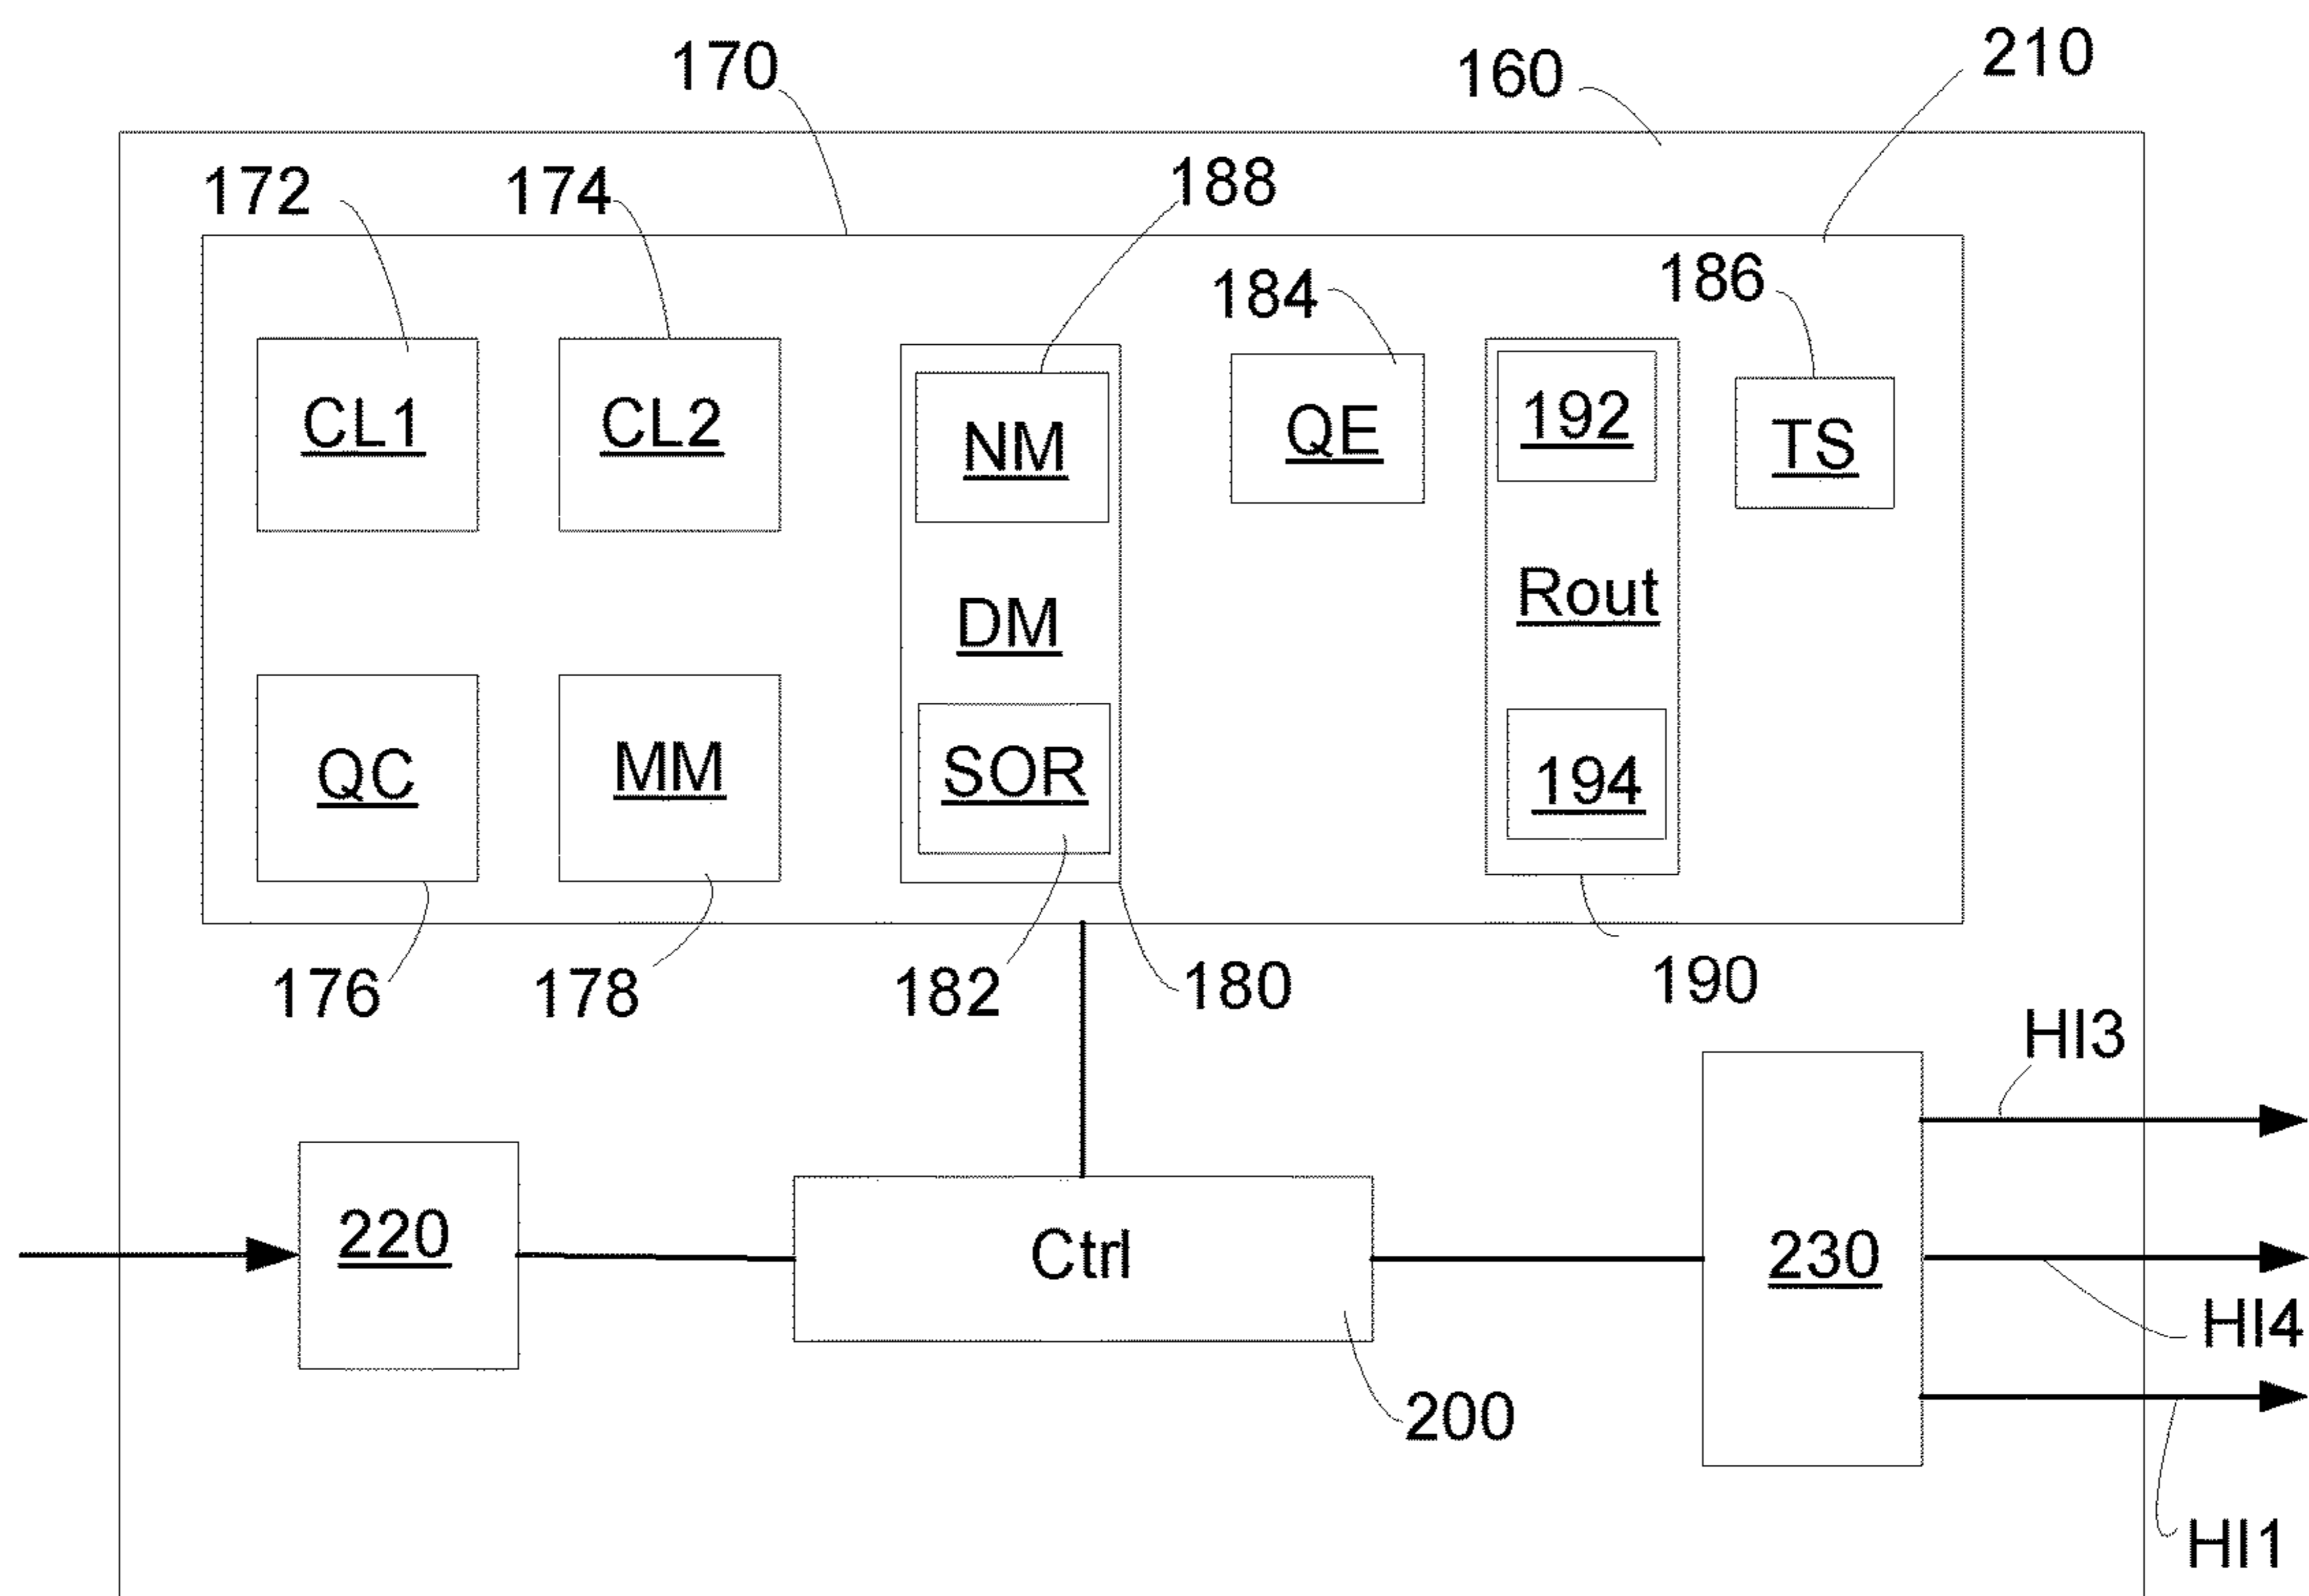 170
160
210
172
174
188
184
186
CL1
CL2
NM
QE
192
TS
DM
Rout
QC
MM
SOR
194
176
178
182
180
190
HI3
220
Ctrl
230
HI4
200
HI1